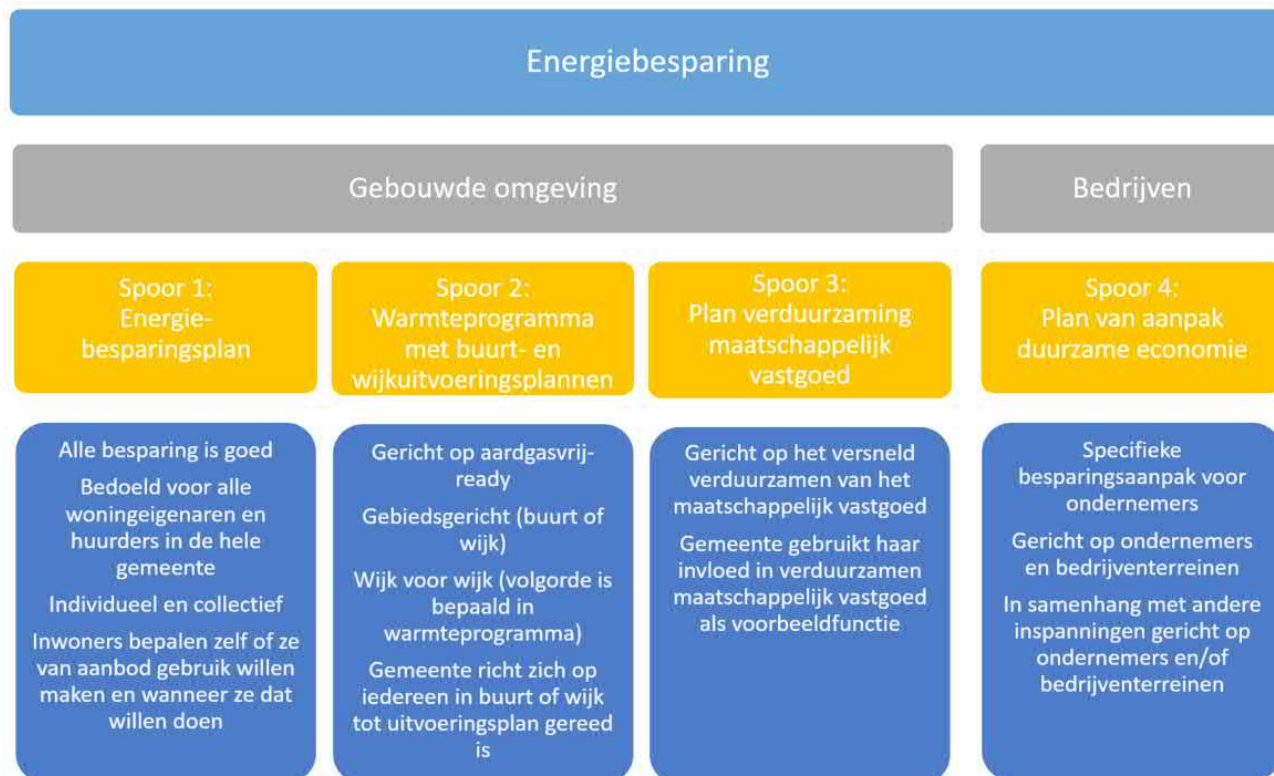 Energiebesparing
Gebouwde omgeving
Bedrijven
Spoor 1:
Energie-
besparingsplan
Spoor 2:
Warmteprogramma
met buurt- en
wijkuitvoeringsplannen
Spoor 3:
Plan verduurzaming
maatschappelijk
vastgoed
Spoor 4:
Plan van aanpak
duurzame economie
Alle besparing is goed
Bedoeld voor alle
woningeigenaren en
huurders in de hele
gemeente
Individueel en collectief
Inwoners bepalen zelf of ze
van aanbod gebruik willen
maken en wanneer ze dat
willen doen
Gericht op aardgasvrij-
ready
Gebiedsgericht (buurt of
wijk)
Wijk voor wijk (volgorde is
bepaald in
warmteprogramma)
Gemeente richt zich op
iedereen in buurt of wijk
tot uitvoeringsplan gereed
is
Gericht op het versneld
verduurzamen van het
maatschappelijk vastgoed
Gemeente gebruikt haar
invloed in verduurzamen
maatschappelijk vastgoed
als voorbeeldfunctie
Specifieke
besparingsaanpak voor
ondernemers
Gericht op ondernemers
en bedrijventerreinen
In samenhang met andere
inspanningen gericht op
ondernemers en/of
bedrijventerreinen